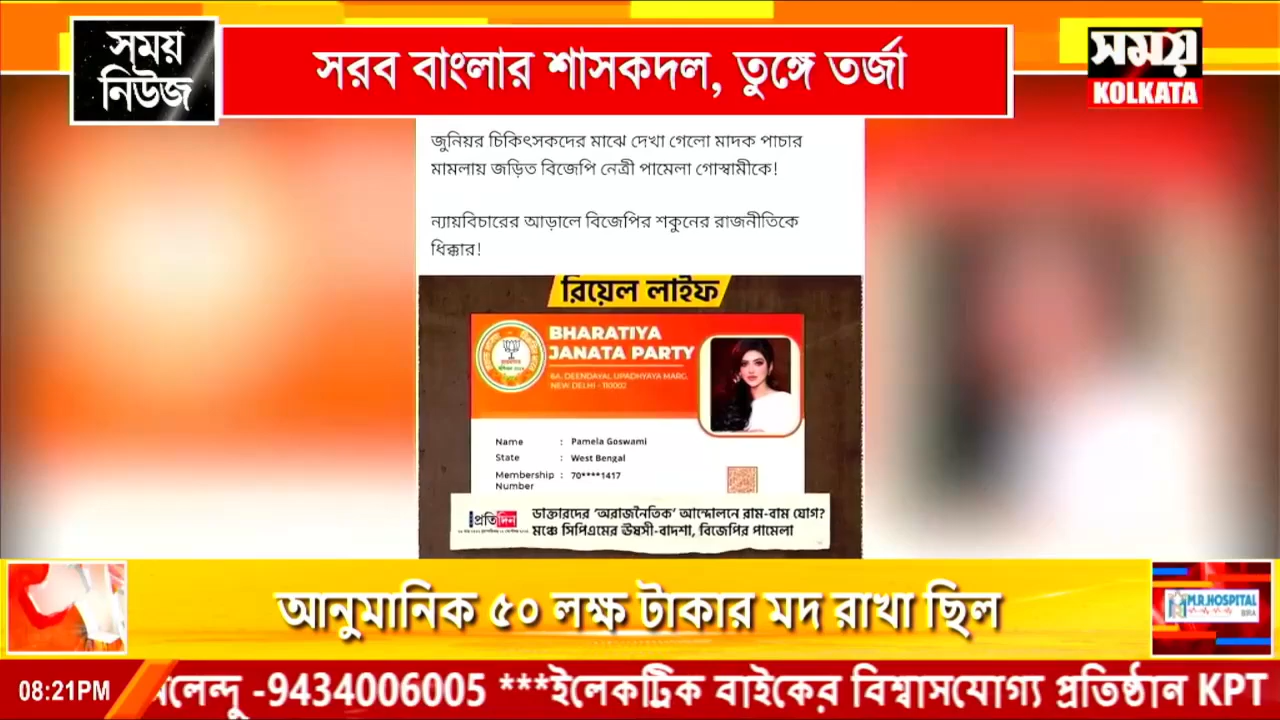 সময়
নিউজ
সরব বাংলার শাসকদল, তুঙ্গে তর্জা
সময়
KOLKATA
জুনিয়র চিকিৎসকদের মাঝে দেখা গেলো মাদক পাচার
মামলায় জড়িত বিজেপি নেত্রী পামেলা গোস্বামীকে!
ন্যায়বিচারের আড়ালে বিজেপির শকুনের রাজনীতিকে
ধিক্কার!
রিয়েল লাইফ
BHARATIYA
JANATA PARTY
6A, DEENDAYAL UPADHYAYA MARG,
NEW DELHI - 110002
Name : Pamela Goswami
State : West Bengal
Membership : 70****1417
Number
প্রতিদিন
ডাক্তারদের ‘অরাজনৈতিক’ আন্দোলনে রাম-বাম যোগ?
মঞ্চে সিপিএমের ঊষসী-বাদশা, বিজেপির পামেলা
আনুমানিক ৫০ লক্ষ টাকার মদ রাখা ছিল
M.R.HOSPITAL
BIRA
08:21PM
মলেন্দু -9434006005 ***ইলেকট্রিক বাইকের বিশ্বাসযোগ্য প্রতিষ্ঠান KPT